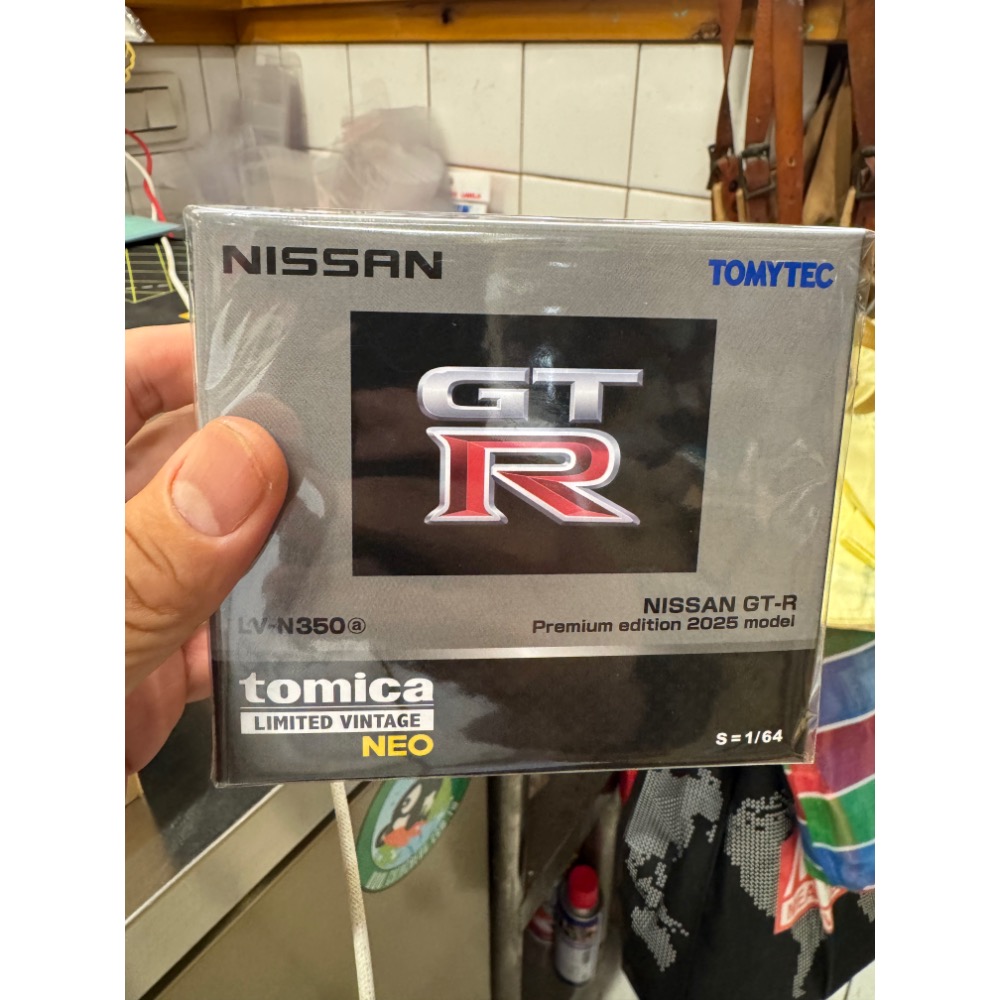 NISSAN
TOMYTEC
GT
R
LV-N350ⓐ
NISSAN GT-R
Premium edition 2025 model
tomica
LIMITED VINTAGE
NEO
S=1/64